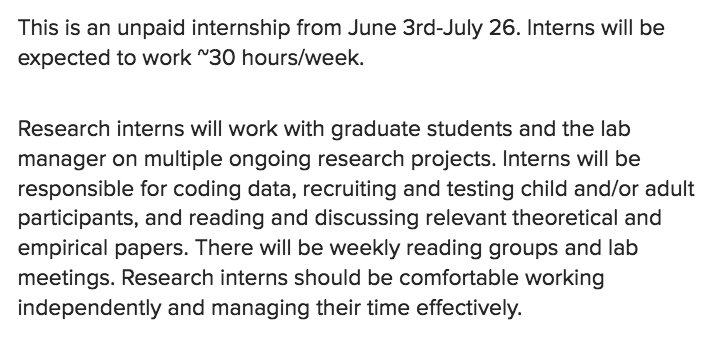 This is an unpaid internship from June 3rd-July 26. Interns will be
expected to work ~30 hours/week.
Research interns will work with graduate students and the lab
manager on multiple ongoing research projects. Interns will be
responsible for coding data, recruiting and testing child and/or adult
participants, and reading and discussing relevant theoretical and
empirical papers. There will be weekly reading groups and lab
meetings. Research interns should be comfortable working
independently and managing their time effectively.